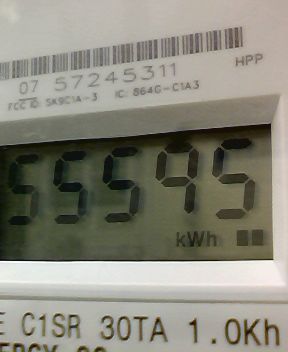 07 57245311
HPP
FCC ID: SK9C1A-3 IC: 864G-C1A3
55595
kWh
C1SR 30TA 1.0Kh